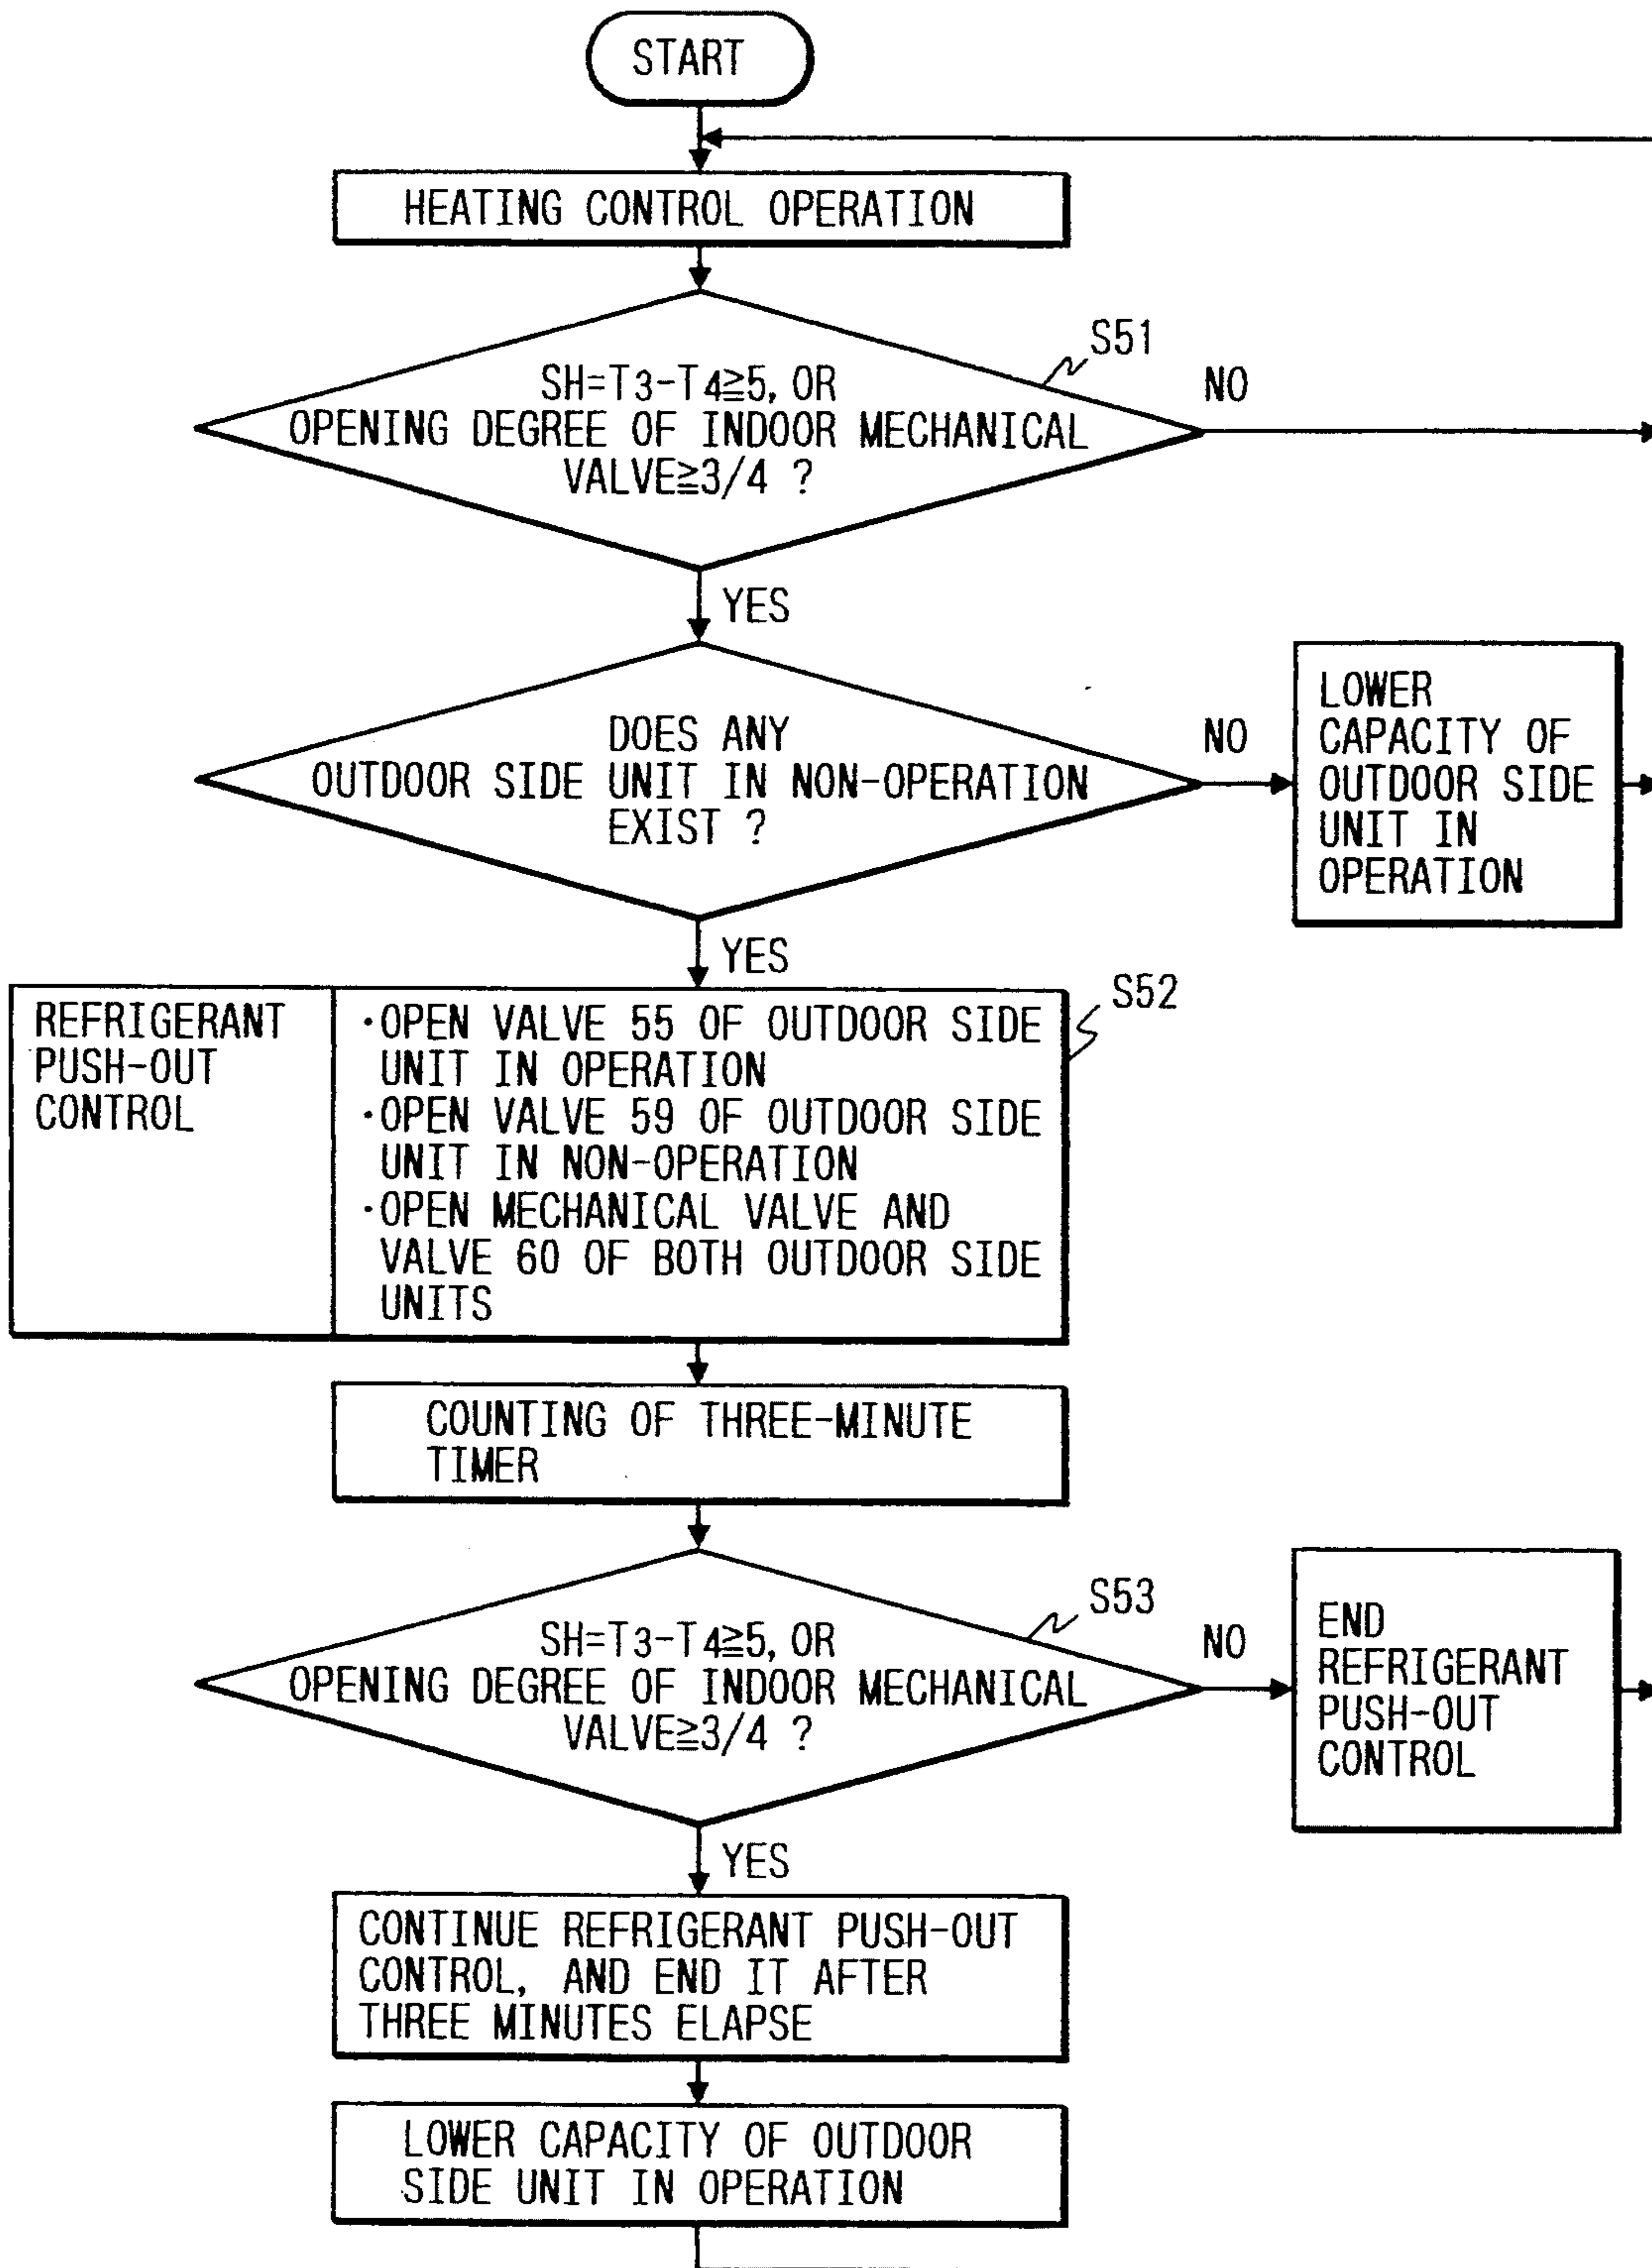 START
HEATING CONTROL OPERATION
S51
SH=T3-T4≧5, OR
OPENING DEGREE OF INDOOR MECHANICAL
VALVE≧3/4 ?
NO
YES
DOES ANY
OUTDOOR SIDE UNIT IN NON-OPERATION
EXIST ?
NO
LOWER
CAPACITY OF
OUTDOOR SIDE
UNIT IN
OPERATION
YES
S52
REFRIGERANT
PUSH-OUT
CONTROL
·OPEN VALVE 55 OF OUTDOOR SIDE
UNIT IN OPERATION
·OPEN VALVE 59 OF OUTDOOR SIDE
UNIT IN NON-OPERATION
·OPEN MECHANICAL VALVE AND
VALVE 60 OF BOTH OUTDOOR SIDE
UNITS
COUNTING OF THREE-MINUTE
TIMER
S53
SH=T3-T4≧5, OR
OPENING DEGREE OF INDOOR MECHANICAL
VALVE≧3/4 ?
NO
END
REFRIGERANT
PUSH-OUT
CONTROL
YES
CONTINUE REFRIGERANT PUSH-OUT
CONTROL, AND END IT AFTER
THREE MINUTES ELAPSE
LOWER CAPACITY OF OUTDOOR
SIDE UNIT IN OPERATION